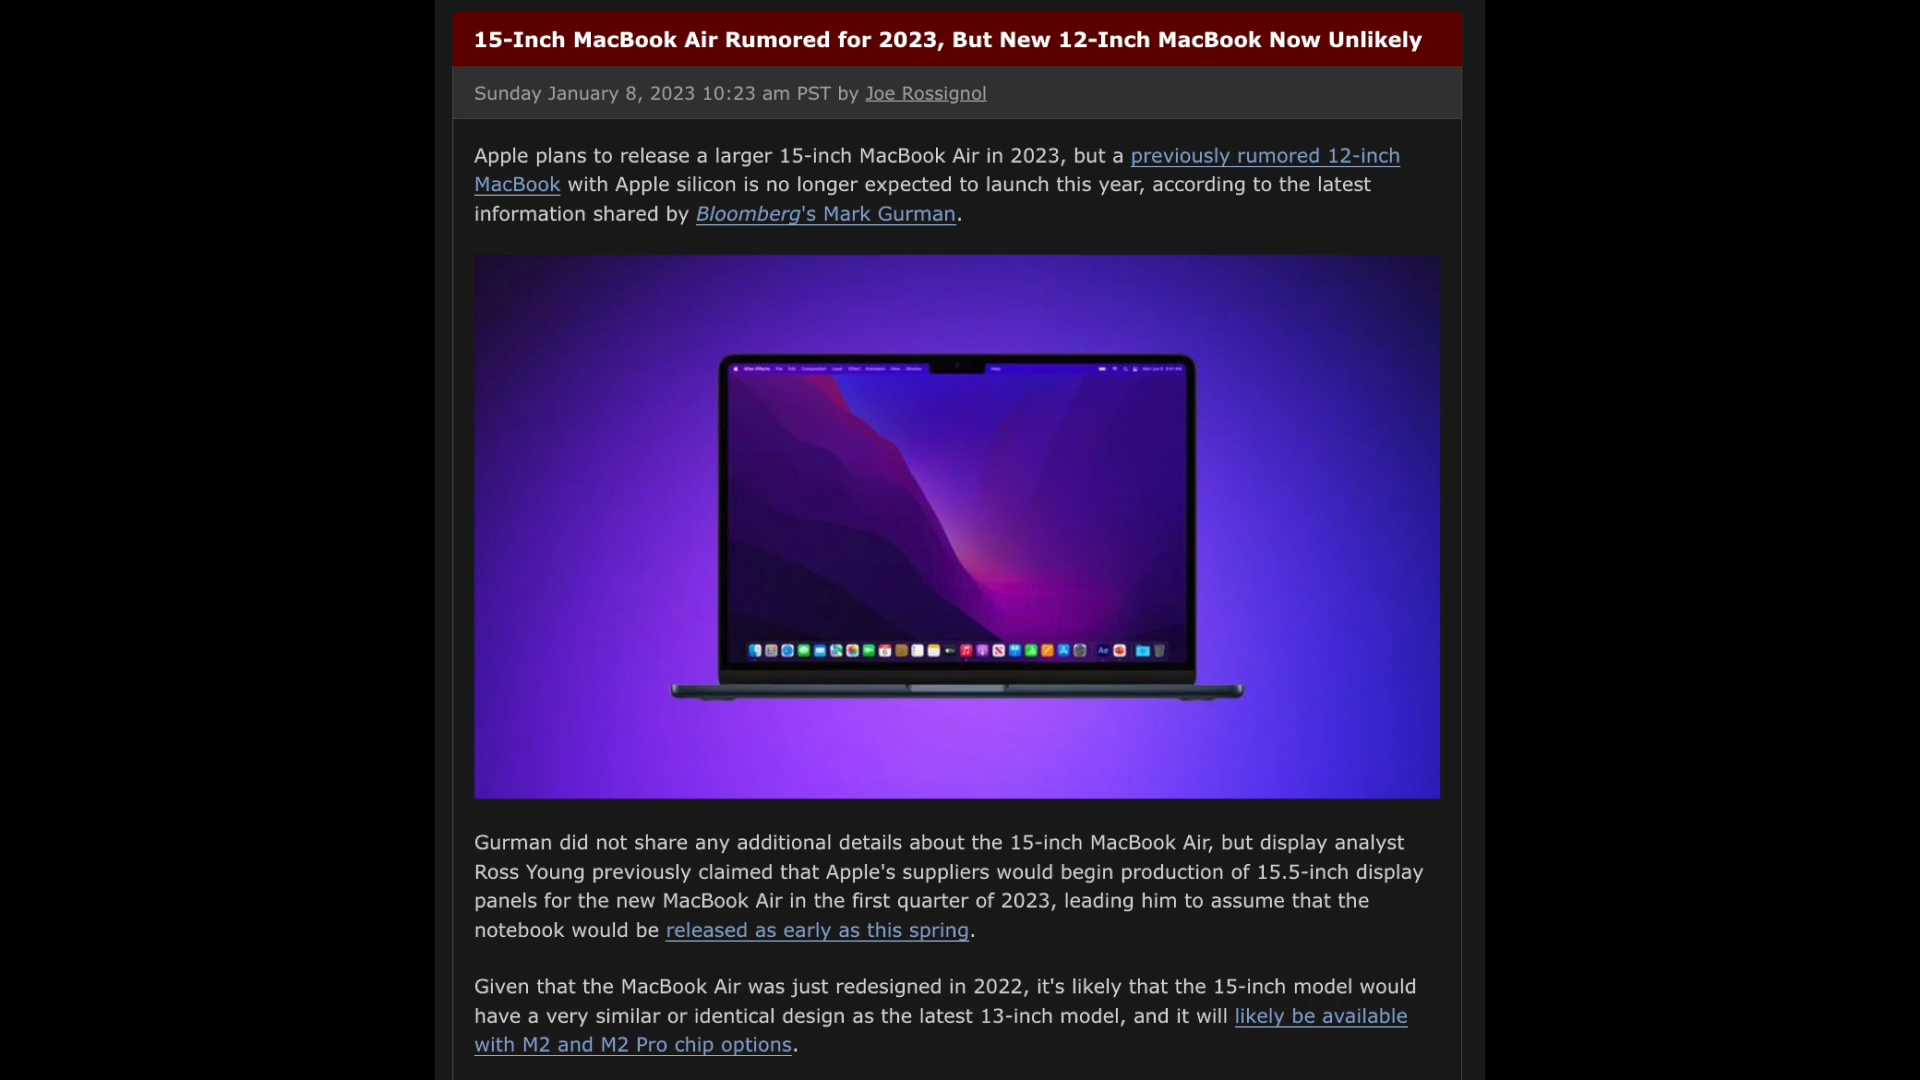 15-Inch MacBook Air Rumored for 2023, But New 12-Inch MacBook Now Unlikely
Sunday January 8, 2023 10:23 am PST by Joe Rossignol
Apple plans to release a larger 15-inch MacBook Air in 2023, but a previously rumored 12-inch
MacBook with Apple silicon is no longer expected to launch this year, according to the latest
information shared by Bloomberg's Mark Gurman.
Gurman did not share any additional details about the 15-inch MacBook Air, but display analyst
Ross Young previously claimed that Apple's suppliers would begin production of 15.5-inch display
panels for the new MacBook Air in the first quarter of 2023, leading him to assume that the
notebook would be released as early as this spring.
Given that the MacBook Air was just redesigned in 2022, it's likely that the 15-inch model would
have a very similar or identical design as the latest 13-inch model, and it will likely be available
with M2 and M2 Pro chip options.